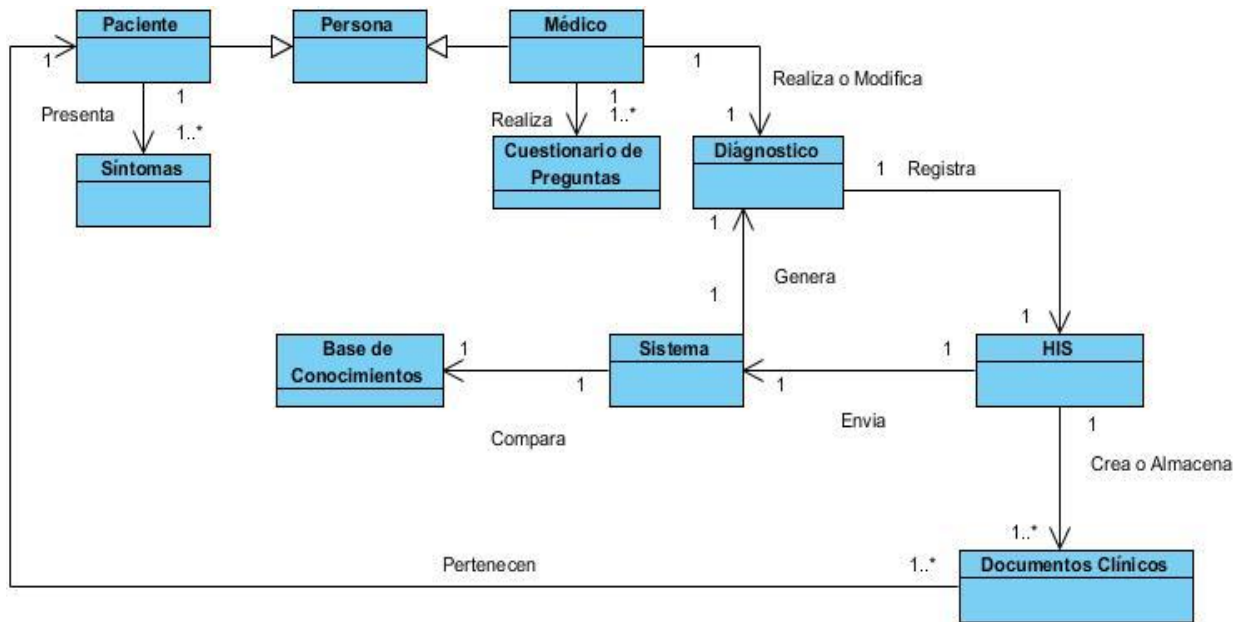 Paciente
Persona
Médico
1
1
Realiza o Modifica
Presenta
1
1..*
1
1..*
Realiza
1
Síntomas
Cuestionario de
Preguntas
Diágnostico
1
Registra
1
Genera
1
1
Base de
Conocimientos
1
1
Sistema
1
1
HIS
Compara
Envia
1
Crea o Almacena
1..*
Pertenecen
1..*
Documentos Clínicos